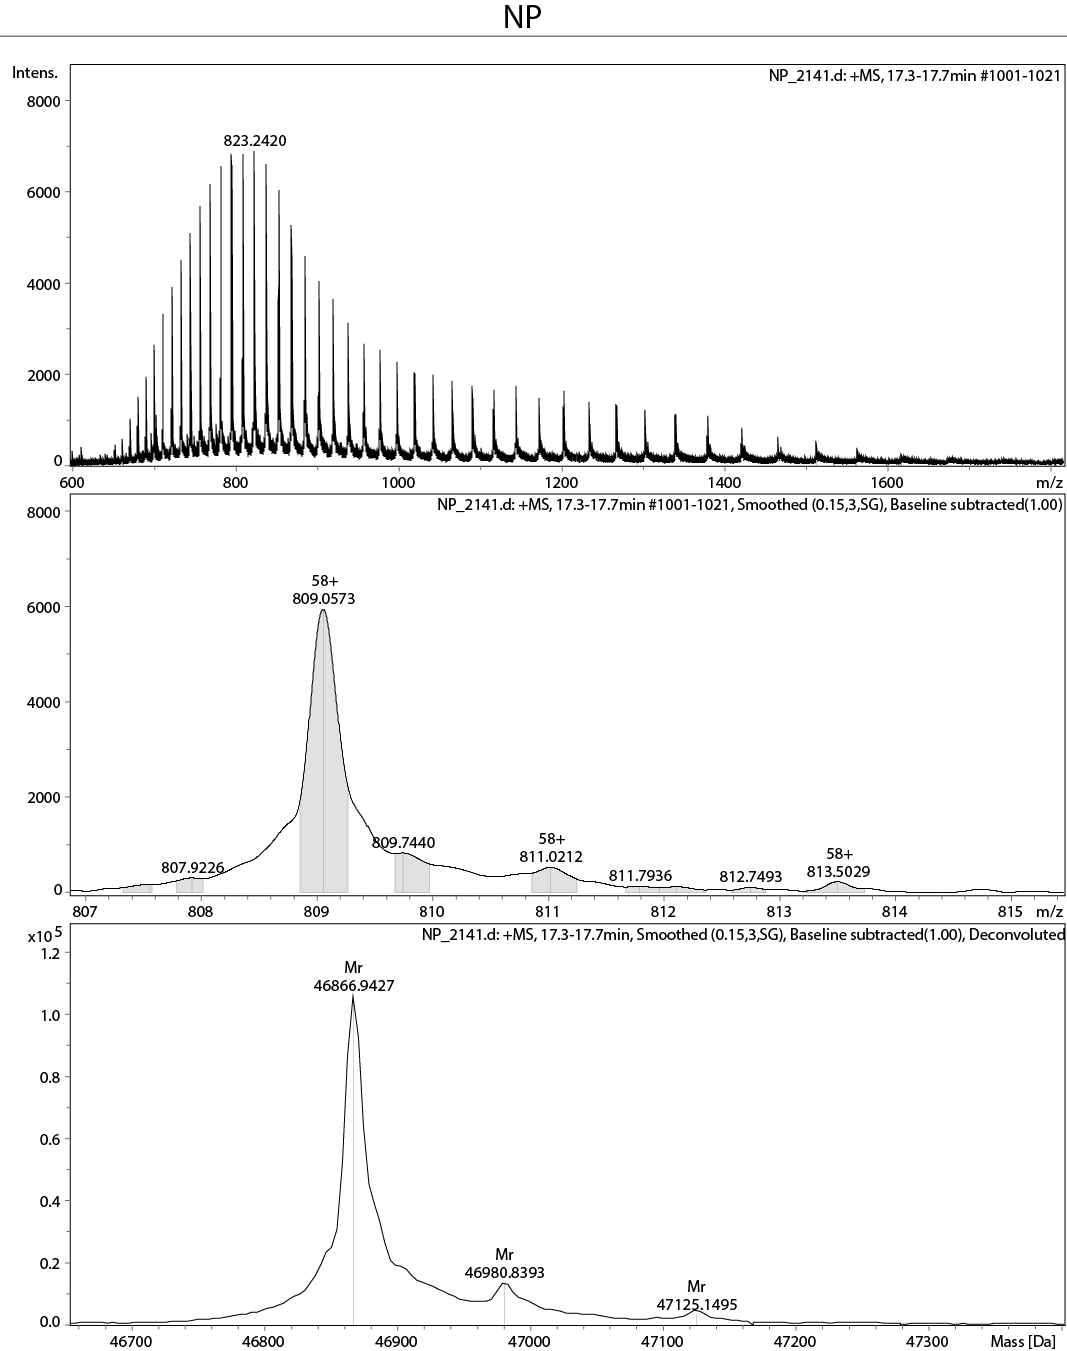 NP
Intens.
NP_2141.d: +MS, 17.3-17.7min #1001-1021
8000
823.2420
6000
4000
2000
0
600 800 1000 1200 1400 1600 m/z
NP_2141.d: +MS, 17.3-17.7min #1001-1021, Smoothed (0.15,3,SG), Baseline subtracted(1.00)
8000
58+
809.0573
6000
4000
2000
58+
809.7440
811.0212
58+
807.9226
811.7936
812.7493
813.5029
0
807 808 809 810 811 812 813 814 815 m/z
NP_2141.d: +MS, 17.3-17.7min, Smoothed (0.15,3,SG), Baseline subtracted(1.00), Deconvoluted
x10 5
1.2
Mr
46866.9427
1.0
0.8
0.6
0.4
Mr
46980.8393
0.2
Mr
47125.1495
0.0
46700 46800 46900 47000 47100 47200 47300 Mass [Da]